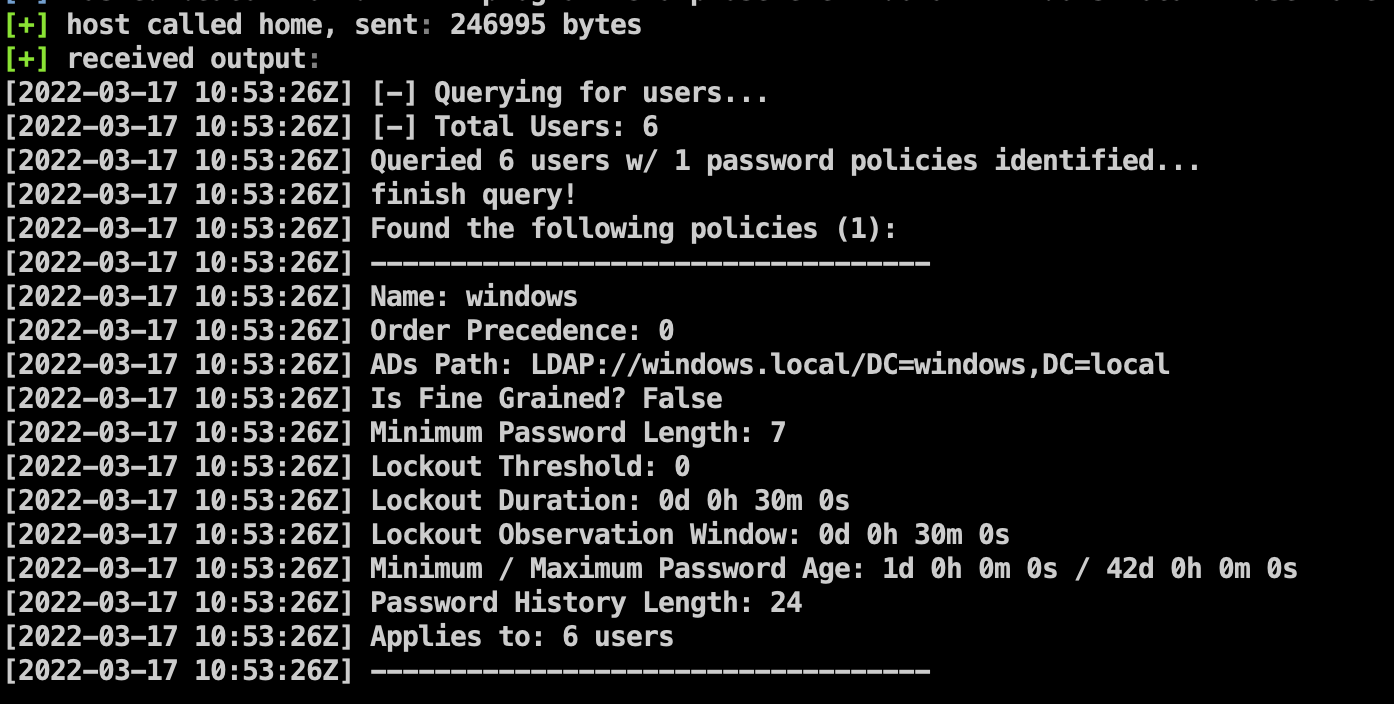 [+] host called home, sent: 246995 bytes
[+] received output:
[2022-03-17 10:53:26Z] [-] Querying for users...
[2022-03-17 10:53:26Z] [-] Total Users: 6
[2022-03-17 10:53:26Z] Queried 6 users w/ 1 password policies identified...
[2022-03-17 10:53:26Z] finish query!
[2022-03-17 10:53:26Z] Found the following policies (1):
[2022-03-17 10:53:26Z] -----------------------------------
[2022-03-17 10:53:26Z] Name: windows
[2022-03-17 10:53:26Z] Order Precedence: 0
[2022-03-17 10:53:26Z] ADs Path: LDAP://windows.local/DC=windows,DC=local
[2022-03-17 10:53:26Z] Is Fine Grained? False
[2022-03-17 10:53:26Z] Minimum Password Length: 7
[2022-03-17 10:53:26Z] Lockout Threshold: 0
[2022-03-17 10:53:26Z] Lockout Duration: 0d 0h 30m 0s
[2022-03-17 10:53:26Z] Lockout Observation Window: 0d 0h 30m 0s
[2022-03-17 10:53:26Z] Minimum / Maximum Password Age: 1d 0h 0m 0s / 42d 0h 0m 0s
[2022-03-17 10:53:26Z] Password History Length: 24
[2022-03-17 10:53:26Z] Applies to: 6 users
[2022-03-17 10:53:26Z] -----------------------------------